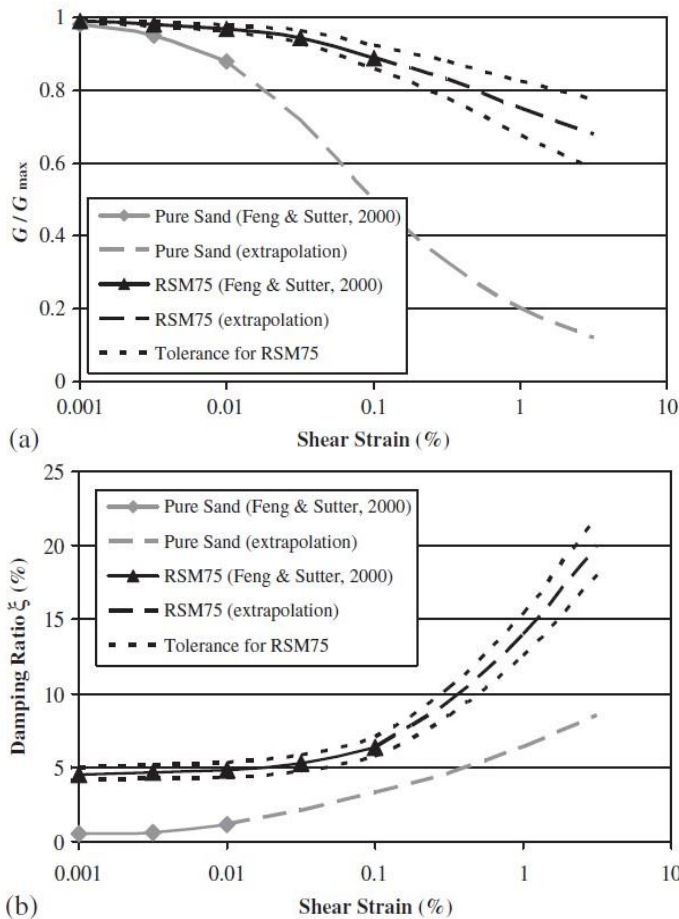 1
0.8
0.6
0.4
0.2
0
G / G max
Pure Sand (Feng & Sutter, 2000)
Pure Sand (extrapolation)
RSM75 (Feng & Sutter, 2000)
RSM75 (extrapolation)
Tolerance for RSM75
0.001 0.01 0.1 1 10
(a) Shear Strain (%)
25
20
15
10
5
0
Damping Ratio ξ (%)
Pure Sand (Feng & Sutter, 2000)
Pure Sand (extrapolation)
RSM75 (Feng & Sutter, 2000)
RSM75 (extrapolation)
Tolerance for RSM75
0.001 0.01 0.1 1 10
(b) Shear Strain (%)